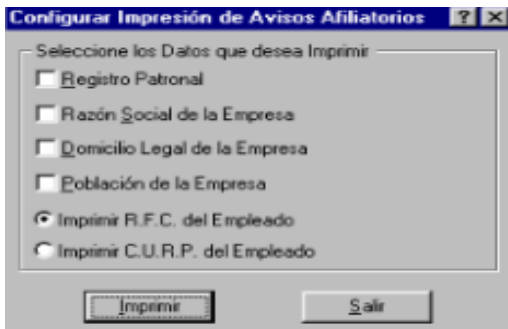 Configurar Impresión de Avisos Afiliatorios
Seleccione los Datos que desea Imprimir
Registro Patronal
Razón Social de la Empresa
Domicilio Legal de la Empresa
Población de la Empresa
Imprimir R.F.C. del Empleado
Imprimir C.U.R.P. del Empleado
Imprimir Salir